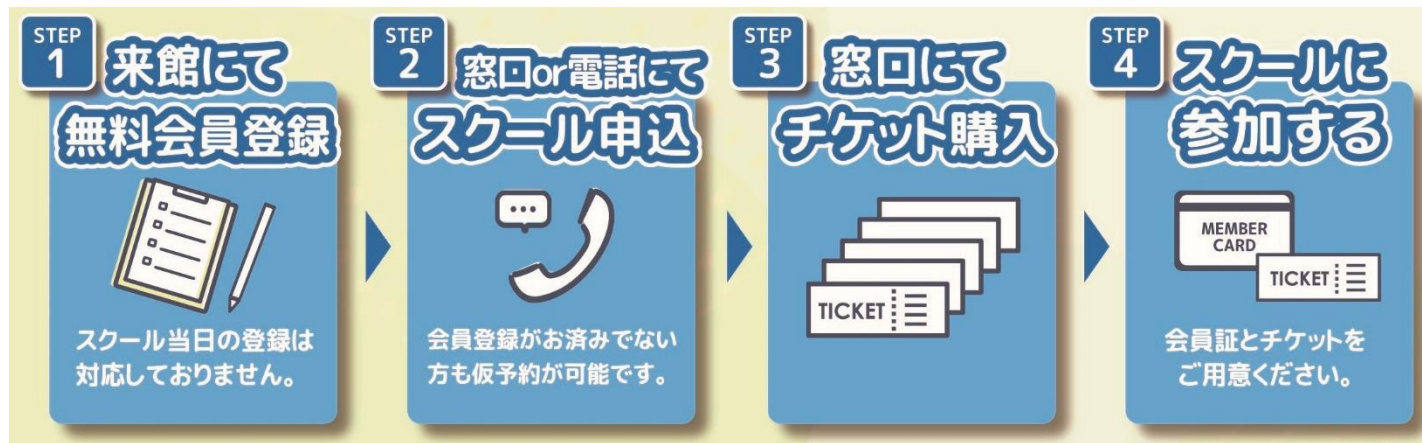 STEP
1
来館にて
無料会員登録
スクール当日の登録は
対応しておりません。
STEP
2
窓口or電話にて
スクール申込
会員登録がお済みでない
方も仮予約が可能です。
STEP
3
窓口にて
チケット購入
TICKET
STEP
4
スクールに
参加する
MEMBER
CARD
TICKET
会員証とチケットを
ご用意ください。